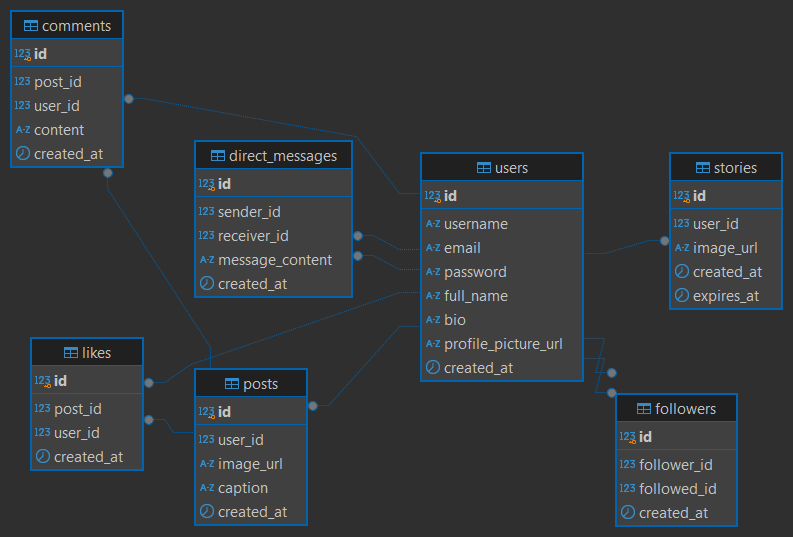 comments
123 id
123 post_id
123 user_id
A-Z content
created_at
direct_messages
123 id
123 sender_id
123 receiver_id
A-Z message_content
created_at
users
123 id
A-Z username
A-Z email
A-Z password
A-Z full_name
A-Z bio
A-Z profile_picture_url
created_at
stories
123 id
123 user_id
A-Z image_url
created_at
expires_at
likes
123 id
123 post_id
123 user_id
created_at
posts
123 id
123 user_id
A-Z image_url
A-Z caption
created_at
followers
123 id
123 follower_id
123 followed_id
created_at